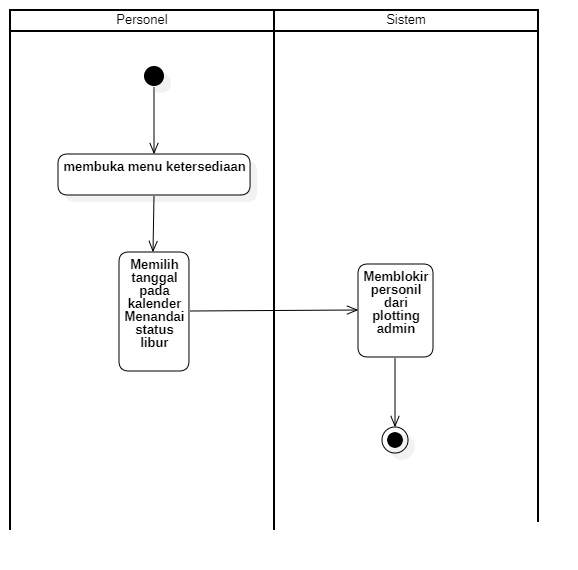 Personel
Sistem
membuka menu ketersediaan
Memilih
tanggal
pada
kalender
Menandai
status
libur
Memblokir
personil
dari
plotting
admin